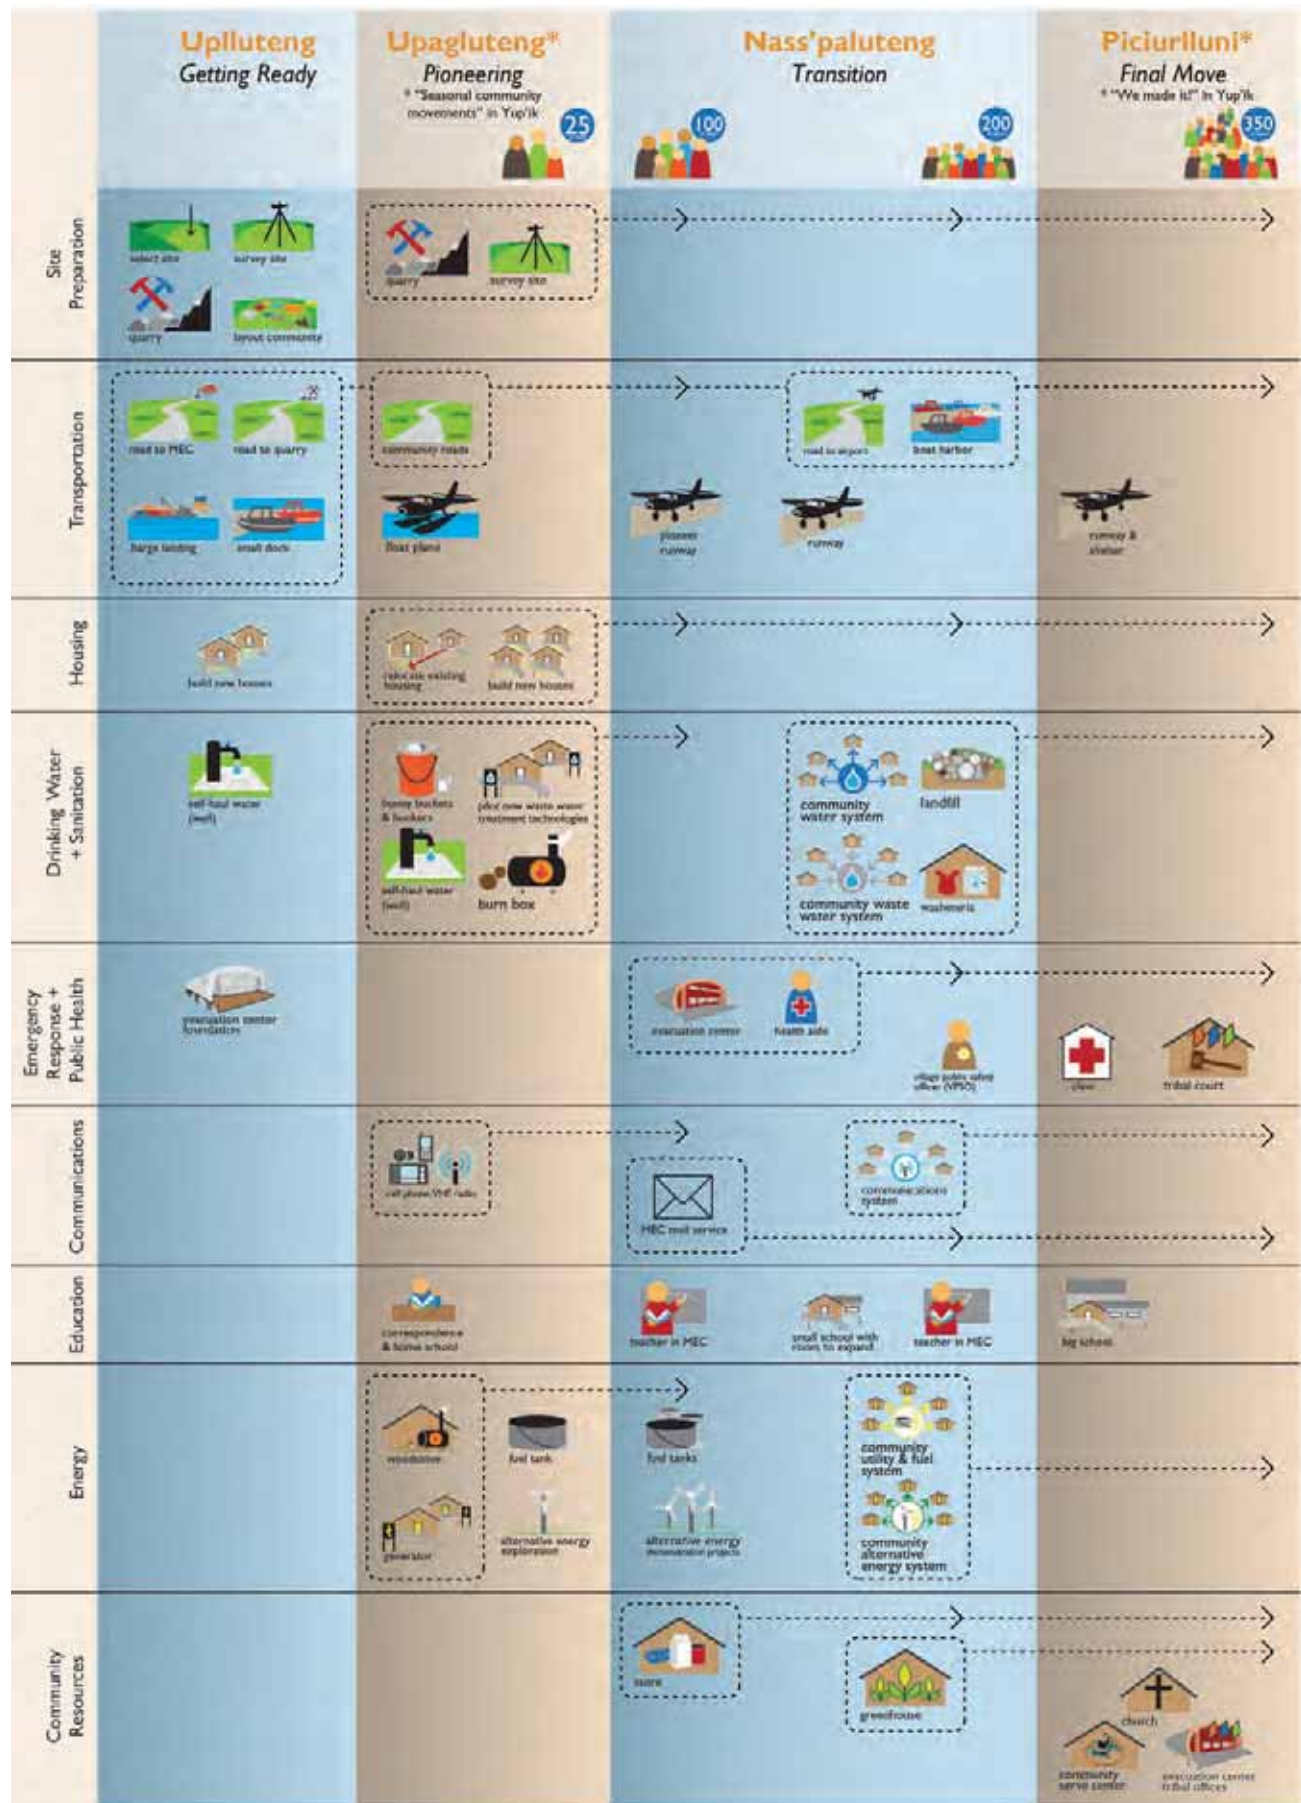 Uplluteng
Getting Ready
Upagluteng*
Pioneering
* "Seasonal community
movements" in Yup'ik
25
Nass'paluteng
Transition
100
200
Piciurlluni*
Final Move
* "We made it!" in Yup'ik
350
Site
Preparation
select site
survey site
quarry
layout community
quarry
survey site
Transportation
road to MEC
road to quarry
barge landing
small dock
community roads
float plane
pioneer
runway
road to airport
boat harbor
runway
runway &
shelter
Housing
build new houses
relocate existing
housing
build new houses
Drinking Water
+ Sanitation
self-haul water
(well)
honey buckets
& bunkers
pilot new waste water
treatment technologies
self-haul water
(well)
burn box
community
water system
landfill
community waste
water system
washeteria
Emergency
Response +
Public Health
evacuation center
foundation
evacuation center
health aide
village public safety
officer (VPSO)
clinic
tribal court
Communications
cell phone/VHF radio
MEC mail service
communications
system
Education
correspondence
& home school
teacher in MEC
small school with
room to expand
teacher in MEC
big school
Energy
woodstove
fuel tank
generator
alternative energy
exploration
fuel tanks
alternative energy
demonstration projects
community
utility & fuel
system
community
alternative
energy system
Community
Resources
store
greenhouse
church
community
serve center
evacuation center
tribal offices